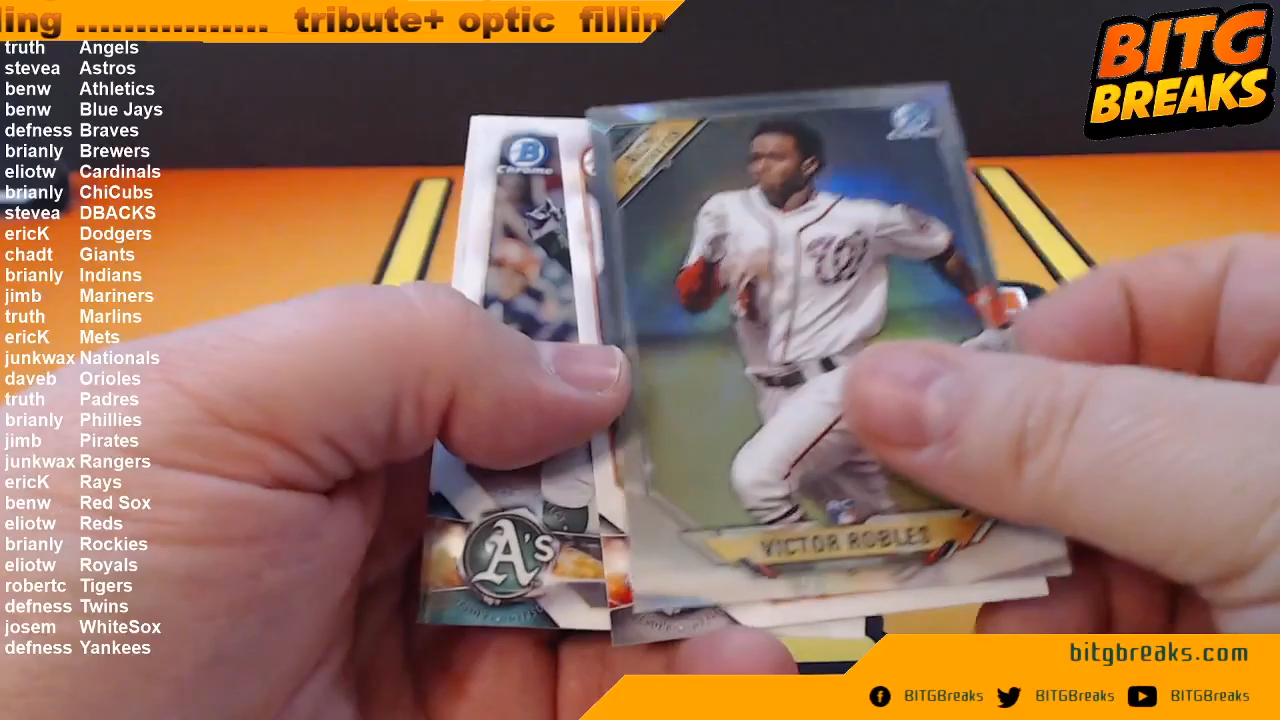 ling ............... tribute+ optic fillin
BITG
BREAKS
truth Angels
stevea Astros
benw Athletics
benw Blue Jays
defness Braves
brianly Brewers
eliotw Cardinals
brianly ChiCubs
stevea DBACKS
ericK Dodgers
chadt Giants
brianly Indians
jimb Mariners
truth Marlins
ericK Mets
junkwax Nationals
daveb Orioles
truth Padres
brianly Phillies
jimb Pirates
junkwax Rangers
ericK Rays
benw Red Sox
eliotw Reds
brianly Rockies
eliotw Royals
robertc Tigers
defness Twins
josem WhiteSox
defness Yankees
B
Chrome
A's
W
RC
VICTOR ROBLES
bitgbreaks.com
BITGBreaks BITGBreaks BITGBreaks